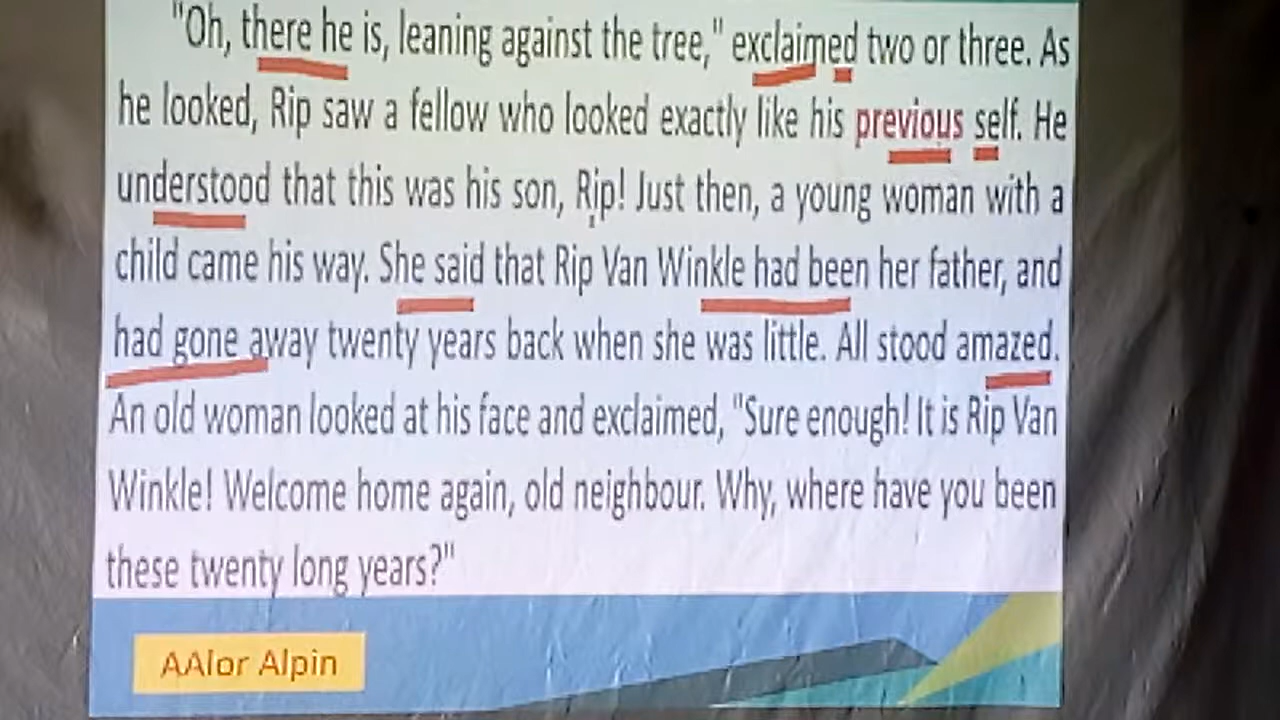 "Oh, there he is, leaning against the tree," exclaimed two or three. As
he looked, Rip saw a fellow who looked exactly like his previous self. He
understood that this was his son, Rip! Just then, a young woman with a
child came his way. She said that Rip Van Winkle had been her father, and
had gone away twenty years back when she was little. All stood amazed.
An old woman looked at his face and exclaimed, "Sure enough! It is Rip Van
Winkle! Welcome home again, old neighbour. Why, where have you been
these twenty long years?"
AAlor Alpin